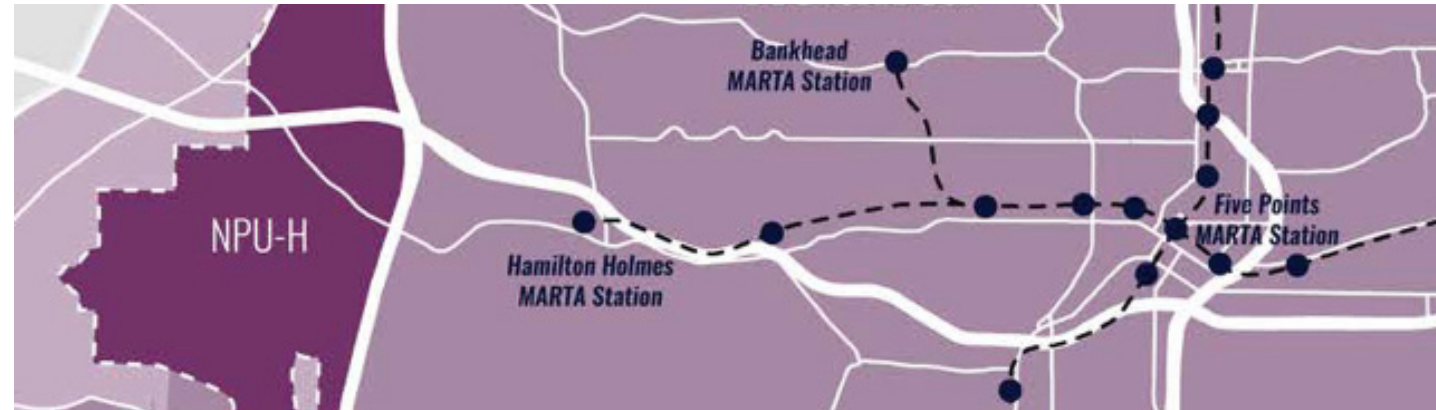 Bankhead
MARTA Station
Five Points
MARTA Station
NPU-H
Hamilton Holmes
MARTA Station